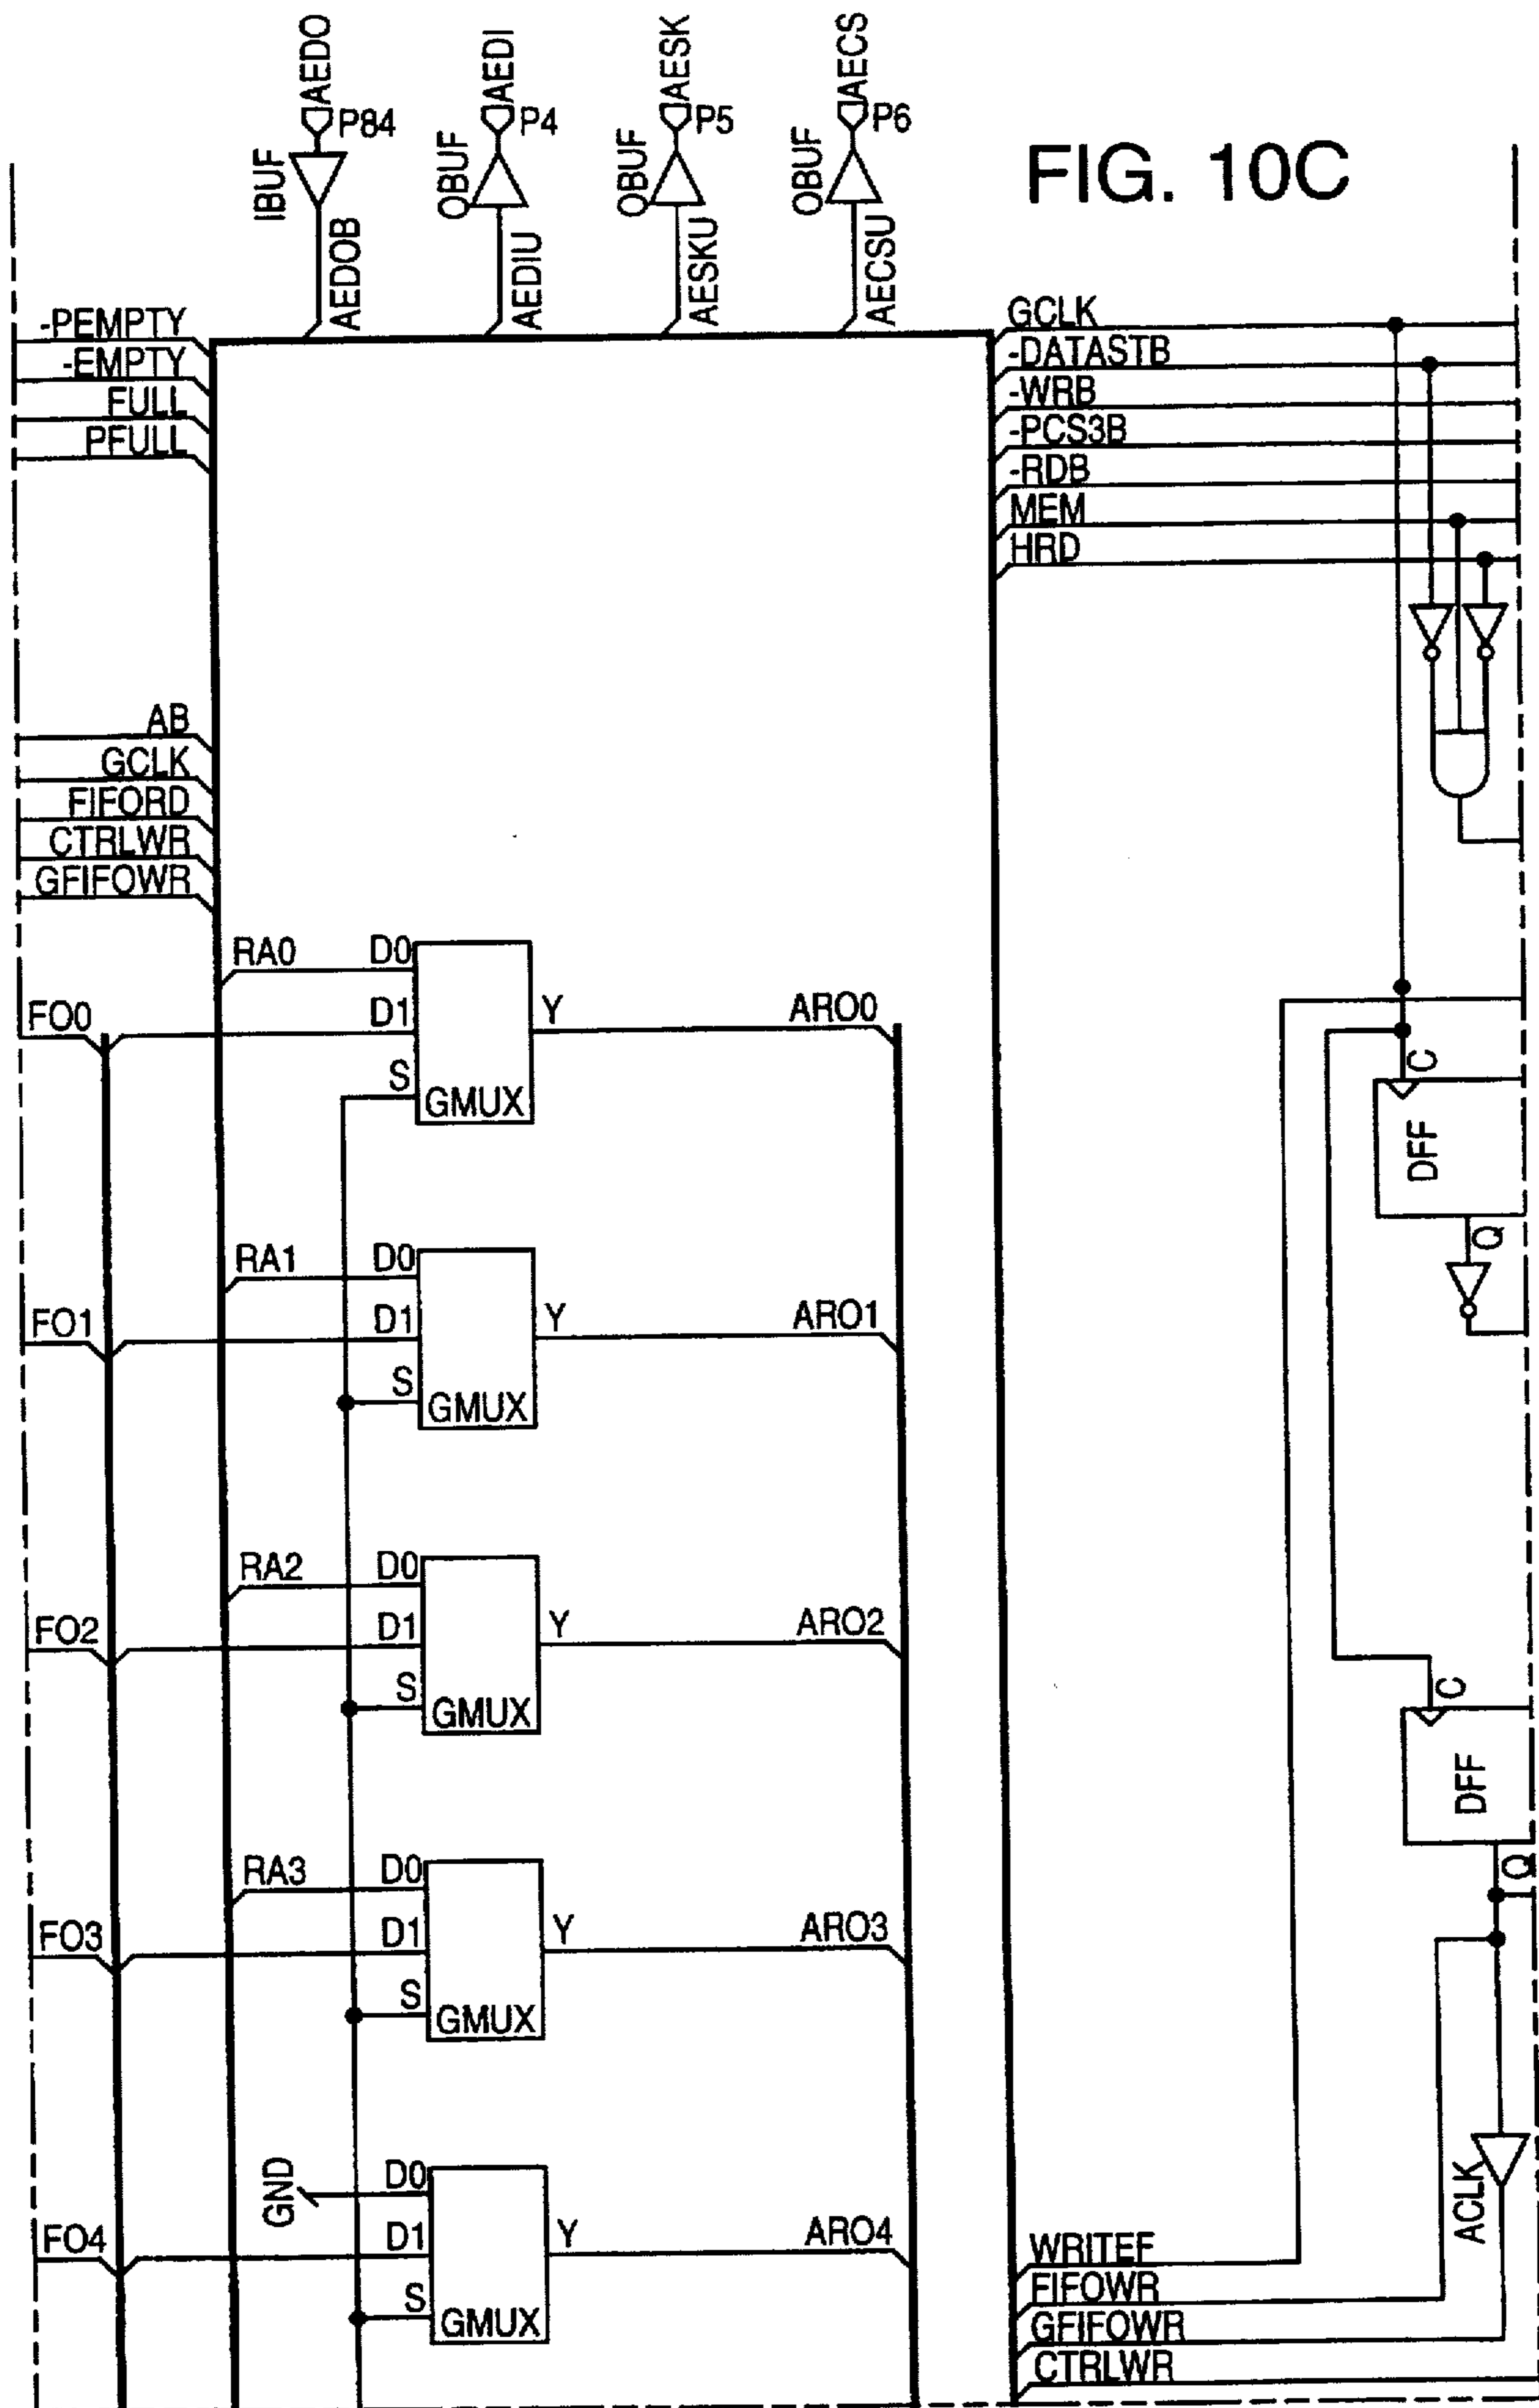 FIG. 10C
AEDO
P84
IBUF
AEDOB
AEDI
P4
OBUF
AEDIU
AESK
P5
OBUF
AESKU
AECS
P6
OBUF
AECSU
-PEMPTY
-EMPTY
FULL
PFULL
AB
GCLK
FIFORD
CTRLWR
GFIFOWR
GCLK
-DATASTB
-WRB
-PCS3B
-RDB
MEM
HRD
RA0 D0
FO0 D1 Y ARO0
S
GMUX
RA1 D0
FO1 D1 Y ARO1
S
GMUX
RA2 D0
FO2 D1 Y ARO2
S
GMUX
RA3 D0
FO3 D1 Y ARO3
S
GMUX
GND D0
FO4 D1 Y ARO4
S
GMUX
C
DFF
Q
C
DFF
Q
ACLK
WRITEF
FIFOWR
GFIFOWR
CTRLWR